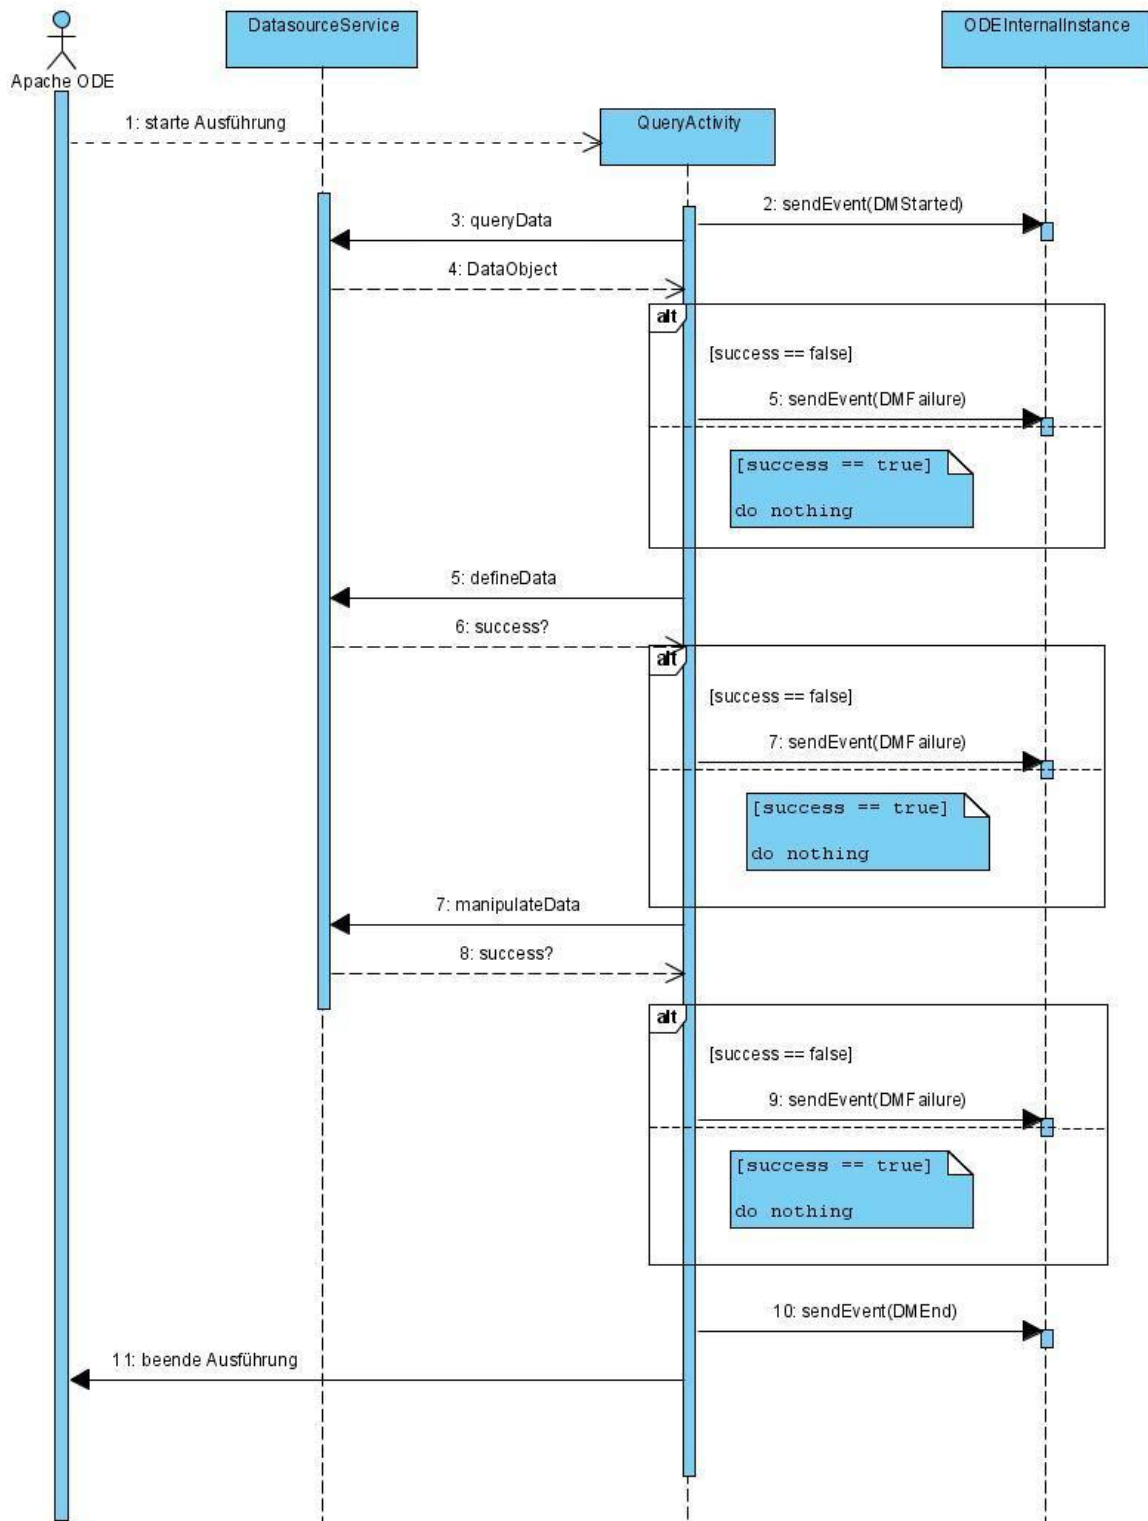 DatasourceService
ODEInternalInstance
Apache ODE
1: starte Ausführung
QueryActivity
2: sendEvent(DMStarted)
3: queryData
4: DataObject
alt
[success == false]
5: sendEvent(DMFailure)
[success == true]
do nothing
5: defineData
6: success?
alt
[success == false]
7: sendEvent(DMFailure)
[success == true]
do nothing
7: manipulateData
8: success?
alt
[success == false]
9: sendEvent(DMFailure)
[success == true]
do nothing
10: sendEvent(DMEnd)
11: beende Ausführung